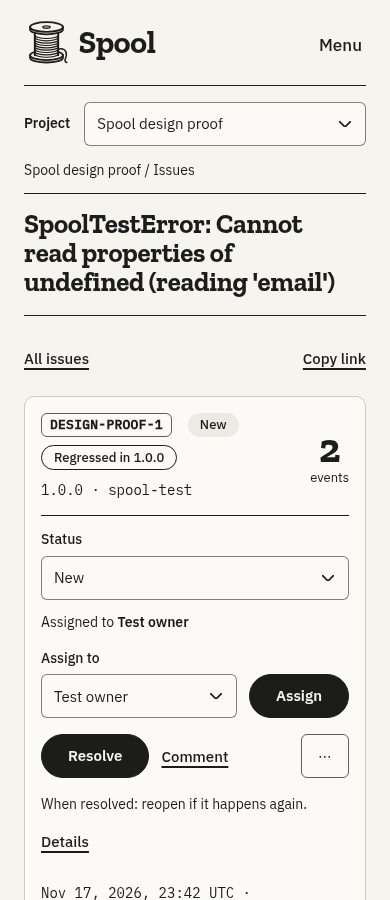 Spool
Menu
Project
Spool design proof
Spool design proof / Issues
SpoolTestError: Cannot
read properties of
undefined (reading 'email')
All issues
Copy link
DESIGN-PROOF-1
New
Regressed in 1.0.0
1.0.0 · spool-test
2
events
Status
New
Assigned to Test owner
Assign to
Test owner
Assign
Resolve
Comment
...
When resolved: reopen if it happens again.
Details
Nov 17, 2026, 23:42 UTC ·